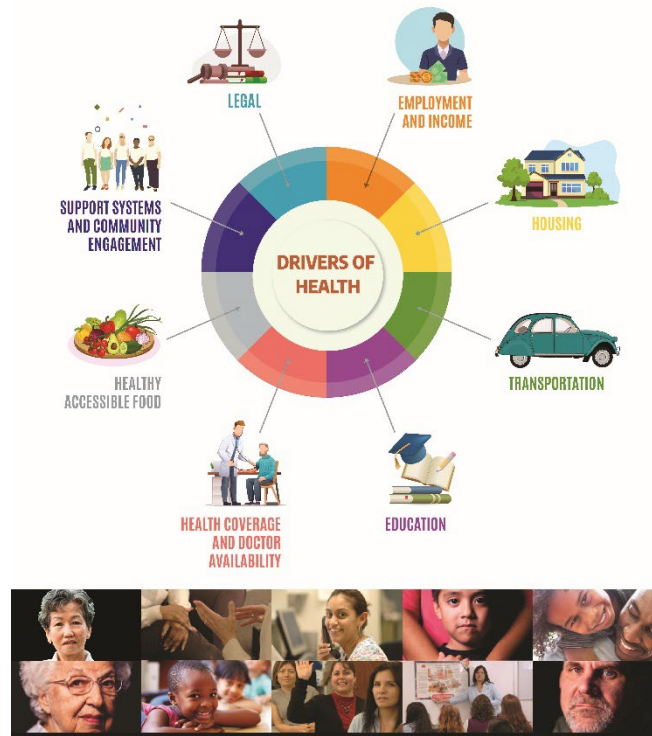 LEGAL
EMPLOYMENT
AND INCOME
SUPPORT SYSTEMS
AND COMMUNITY
ENGAGEMENT
HOUSING
DRIVERS OF
HEALTH
HEALTHY
ACCESSIBLE FOOD
TRANSPORTATION
HEALTH COVERAGE
AND DOCTOR
AVAILABILITY
EDUCATION